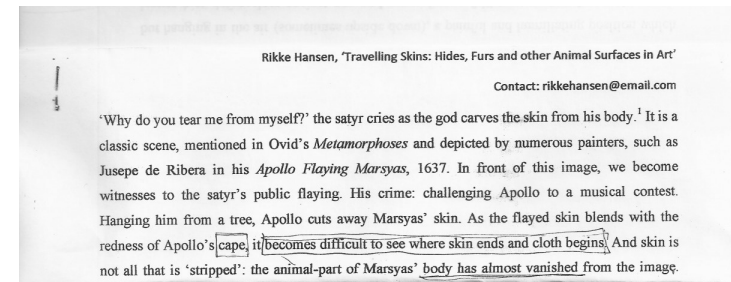 Rikke Hansen, ‘Travelling Skins: Hides, Furs and other Animal Surfaces in Art’
Contact: rikkehansen@email.com
‘Why do you tear me from myself?’ the satyr cries as the god carves the skin from his body.¹ It is a
classic scene, mentioned in Ovid’s Metamorphoses and depicted by numerous painters, such as
Jusepe de Ribera in his Apollo Flaying Marsyas, 1637. In front of this image, we become
witnesses to the satyr’s public flaying. His crime: challenging Apollo to a musical contest.
Hanging him from a tree, Apollo cuts away Marsyas’ skin. As the flayed skin blends with the
redness of Apollo’s cape, it becomes difficult to see where skin ends and cloth begins. And skin is
not all that is ‘stripped’: the animal-part of Marsyas’ body has almost vanished from the image.